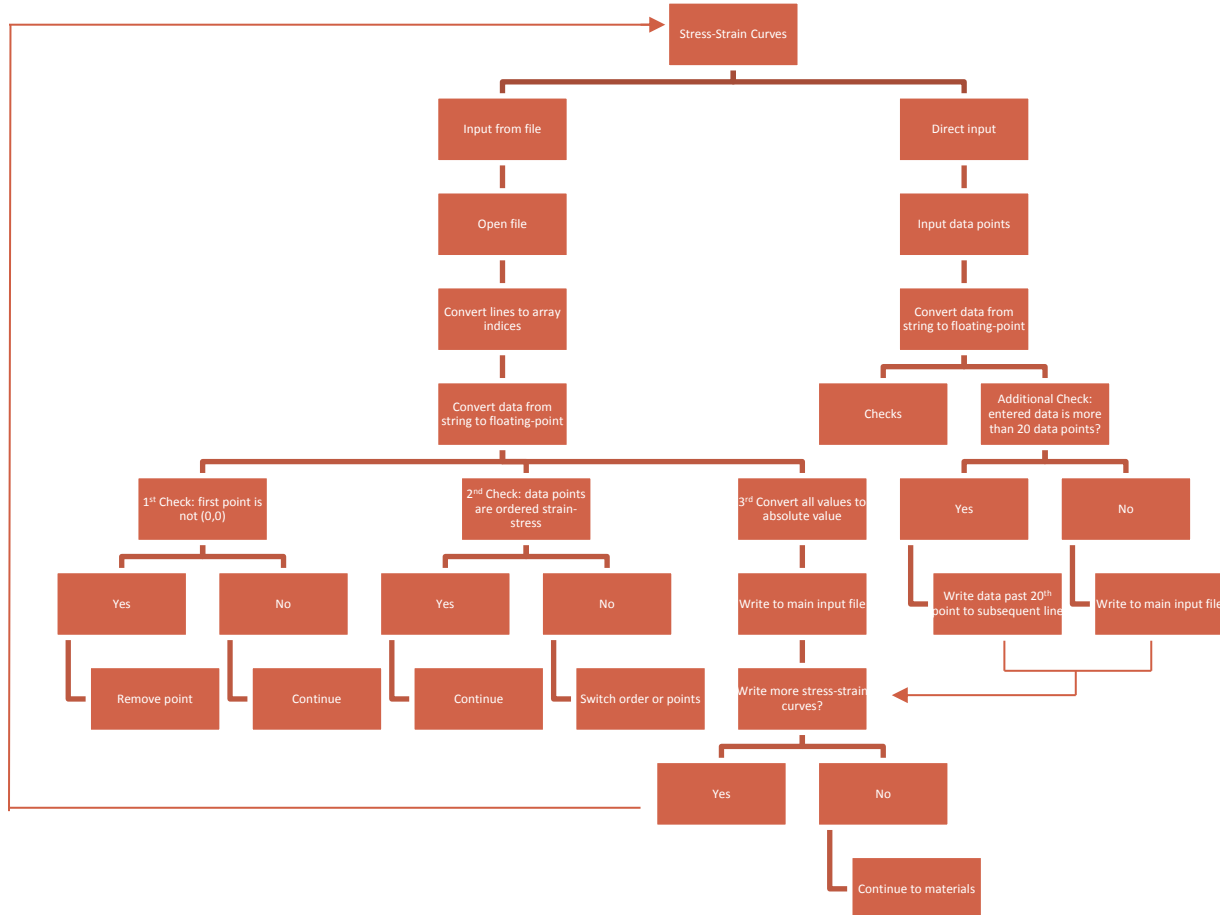 Stress-Strain Curves
Input from file
Direct input
Open file
Input data points
Convert lines to array
indices
Convert data from
string to floating-point
Convert data from
string to floating-point
Checks
Additional Check:
entered data is more
than 20 data points?
1st Check: first point is
not (0,0)
2nd Check: data points
are ordered strain-
stress
3rd Convert all values to
absolute value
Yes
No
Yes
No
Yes
No
Write to main input file
Write data past 20th
point to subsequent line
Write to main input file
Remove point
Continue
Continue
Switch order or points
Write more stress-strain
curves?
Yes
No
Continue to materials